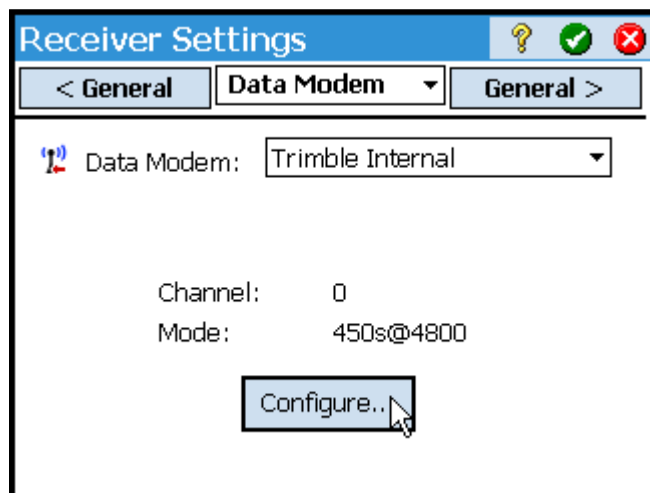 Receiver Settings
< General Data Modem General >
Data Modem: Trimble Internal
Channel: 0
Mode: 450s@4800
Configure..